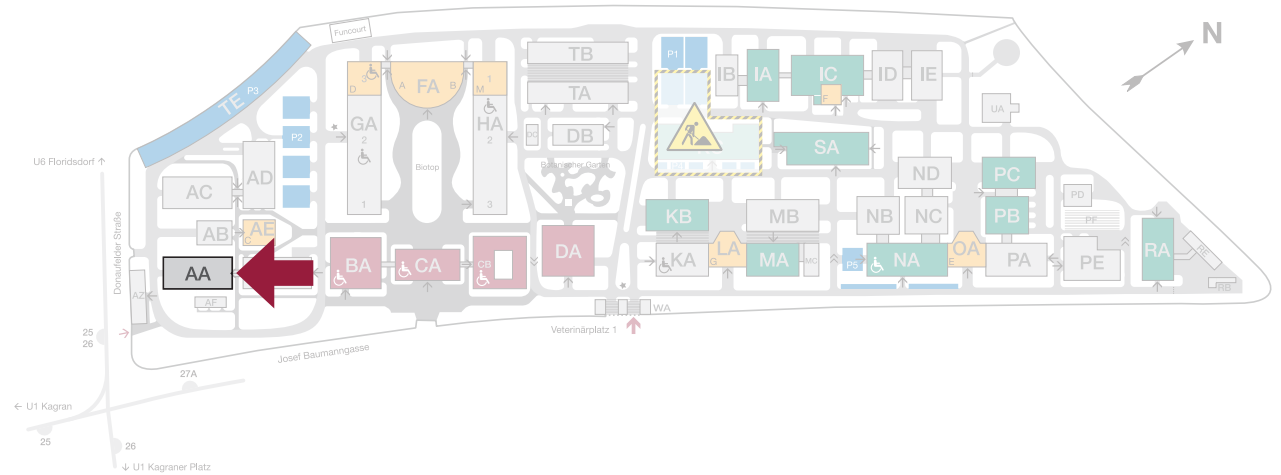 Funcourt
N
TB
P1
IB
IA
IC
ID
IE
3
D
A
FA
B
1
M
F
TE
P3
TA
UA
GA
2
HA
2
DB
P2
SA
U6 Floridsdorf
Biotop
Botanischer Garten
AC
AD
ND
PC
PD
1
3
KB
MB
NB
NC
PB
PF
Donaufelder Straße
AB
AE
C
BA
CA
CB
DA
KA
LA
G
MA
MC
P5
NA
OA
E
PA
PE
RA
RE
RB
AA
AZ
AF
WA
Veterinärplatz 1
25
26
Josef Baumanngasse
27A
U1 Kagran
25
26
U1 Kagraner Platz